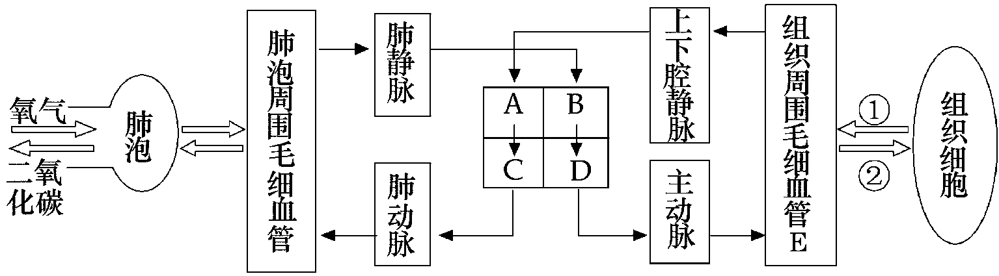 氧气
二氧
化碳
肺泡
肺泡周围毛细血管
肺静脉
肺动脉
A
B
C
D
上下腔静脉
主动脉
组织周围毛细血管E
①
②
组织细胞